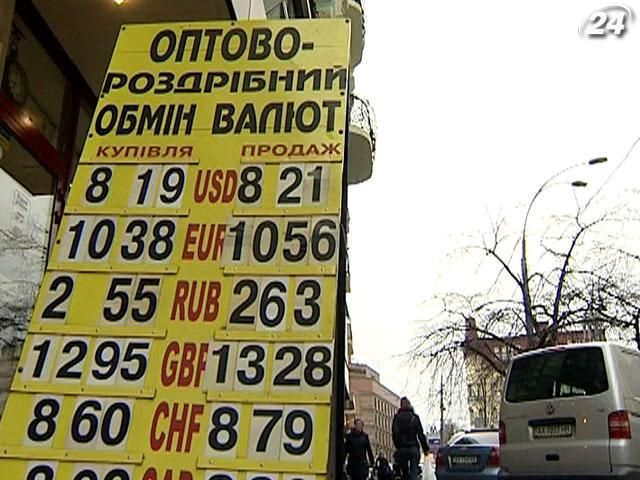 24
ОПТОВО-
РОЗДРІБНИЙ
ОБМІН ВАЛЮТ
КУПІВЛЯ ПРОДАЖ
8 19 USD 8 21
10 38 EUR 10 56
2 55 RUB 2 63
12 95 GBP 13 28
8 60 CHF 8 79